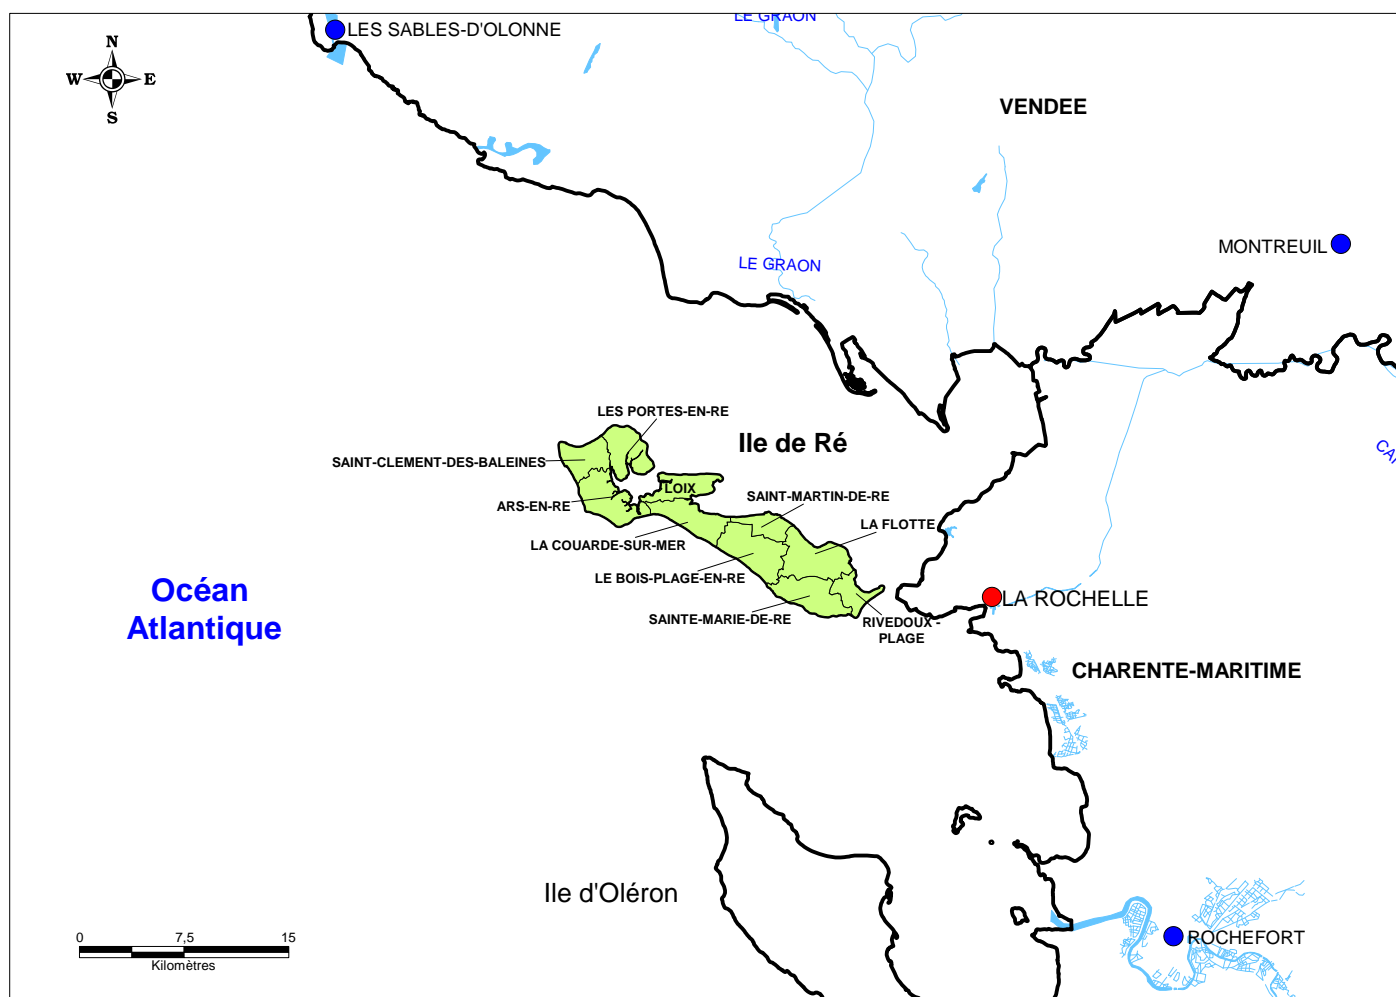 LE GRAON
LES SABLES-D'OLONNE
N
W
E
S
VENDEE
MONTREUIL
LE GRAON
LES PORTES-EN-RE
Ile de Ré
SAINT-CLEMENT-DES-BALEINES
LOIX
SAINT-MARTIN-DE-RE
ARS-EN-RE
LA FLOTTE
LA COUARDE-SUR-MER
LE BOIS-PLAGE-EN-RE
Océan
Atlantique
LA ROCHELLE
SAINTE-MARIE-DE-RE
RIVEDOUX -
PLAGE
CHARENTE-MARITIME
Ile d'Oléron
0
7,5
15
Kilomètres
ROCHEFORT